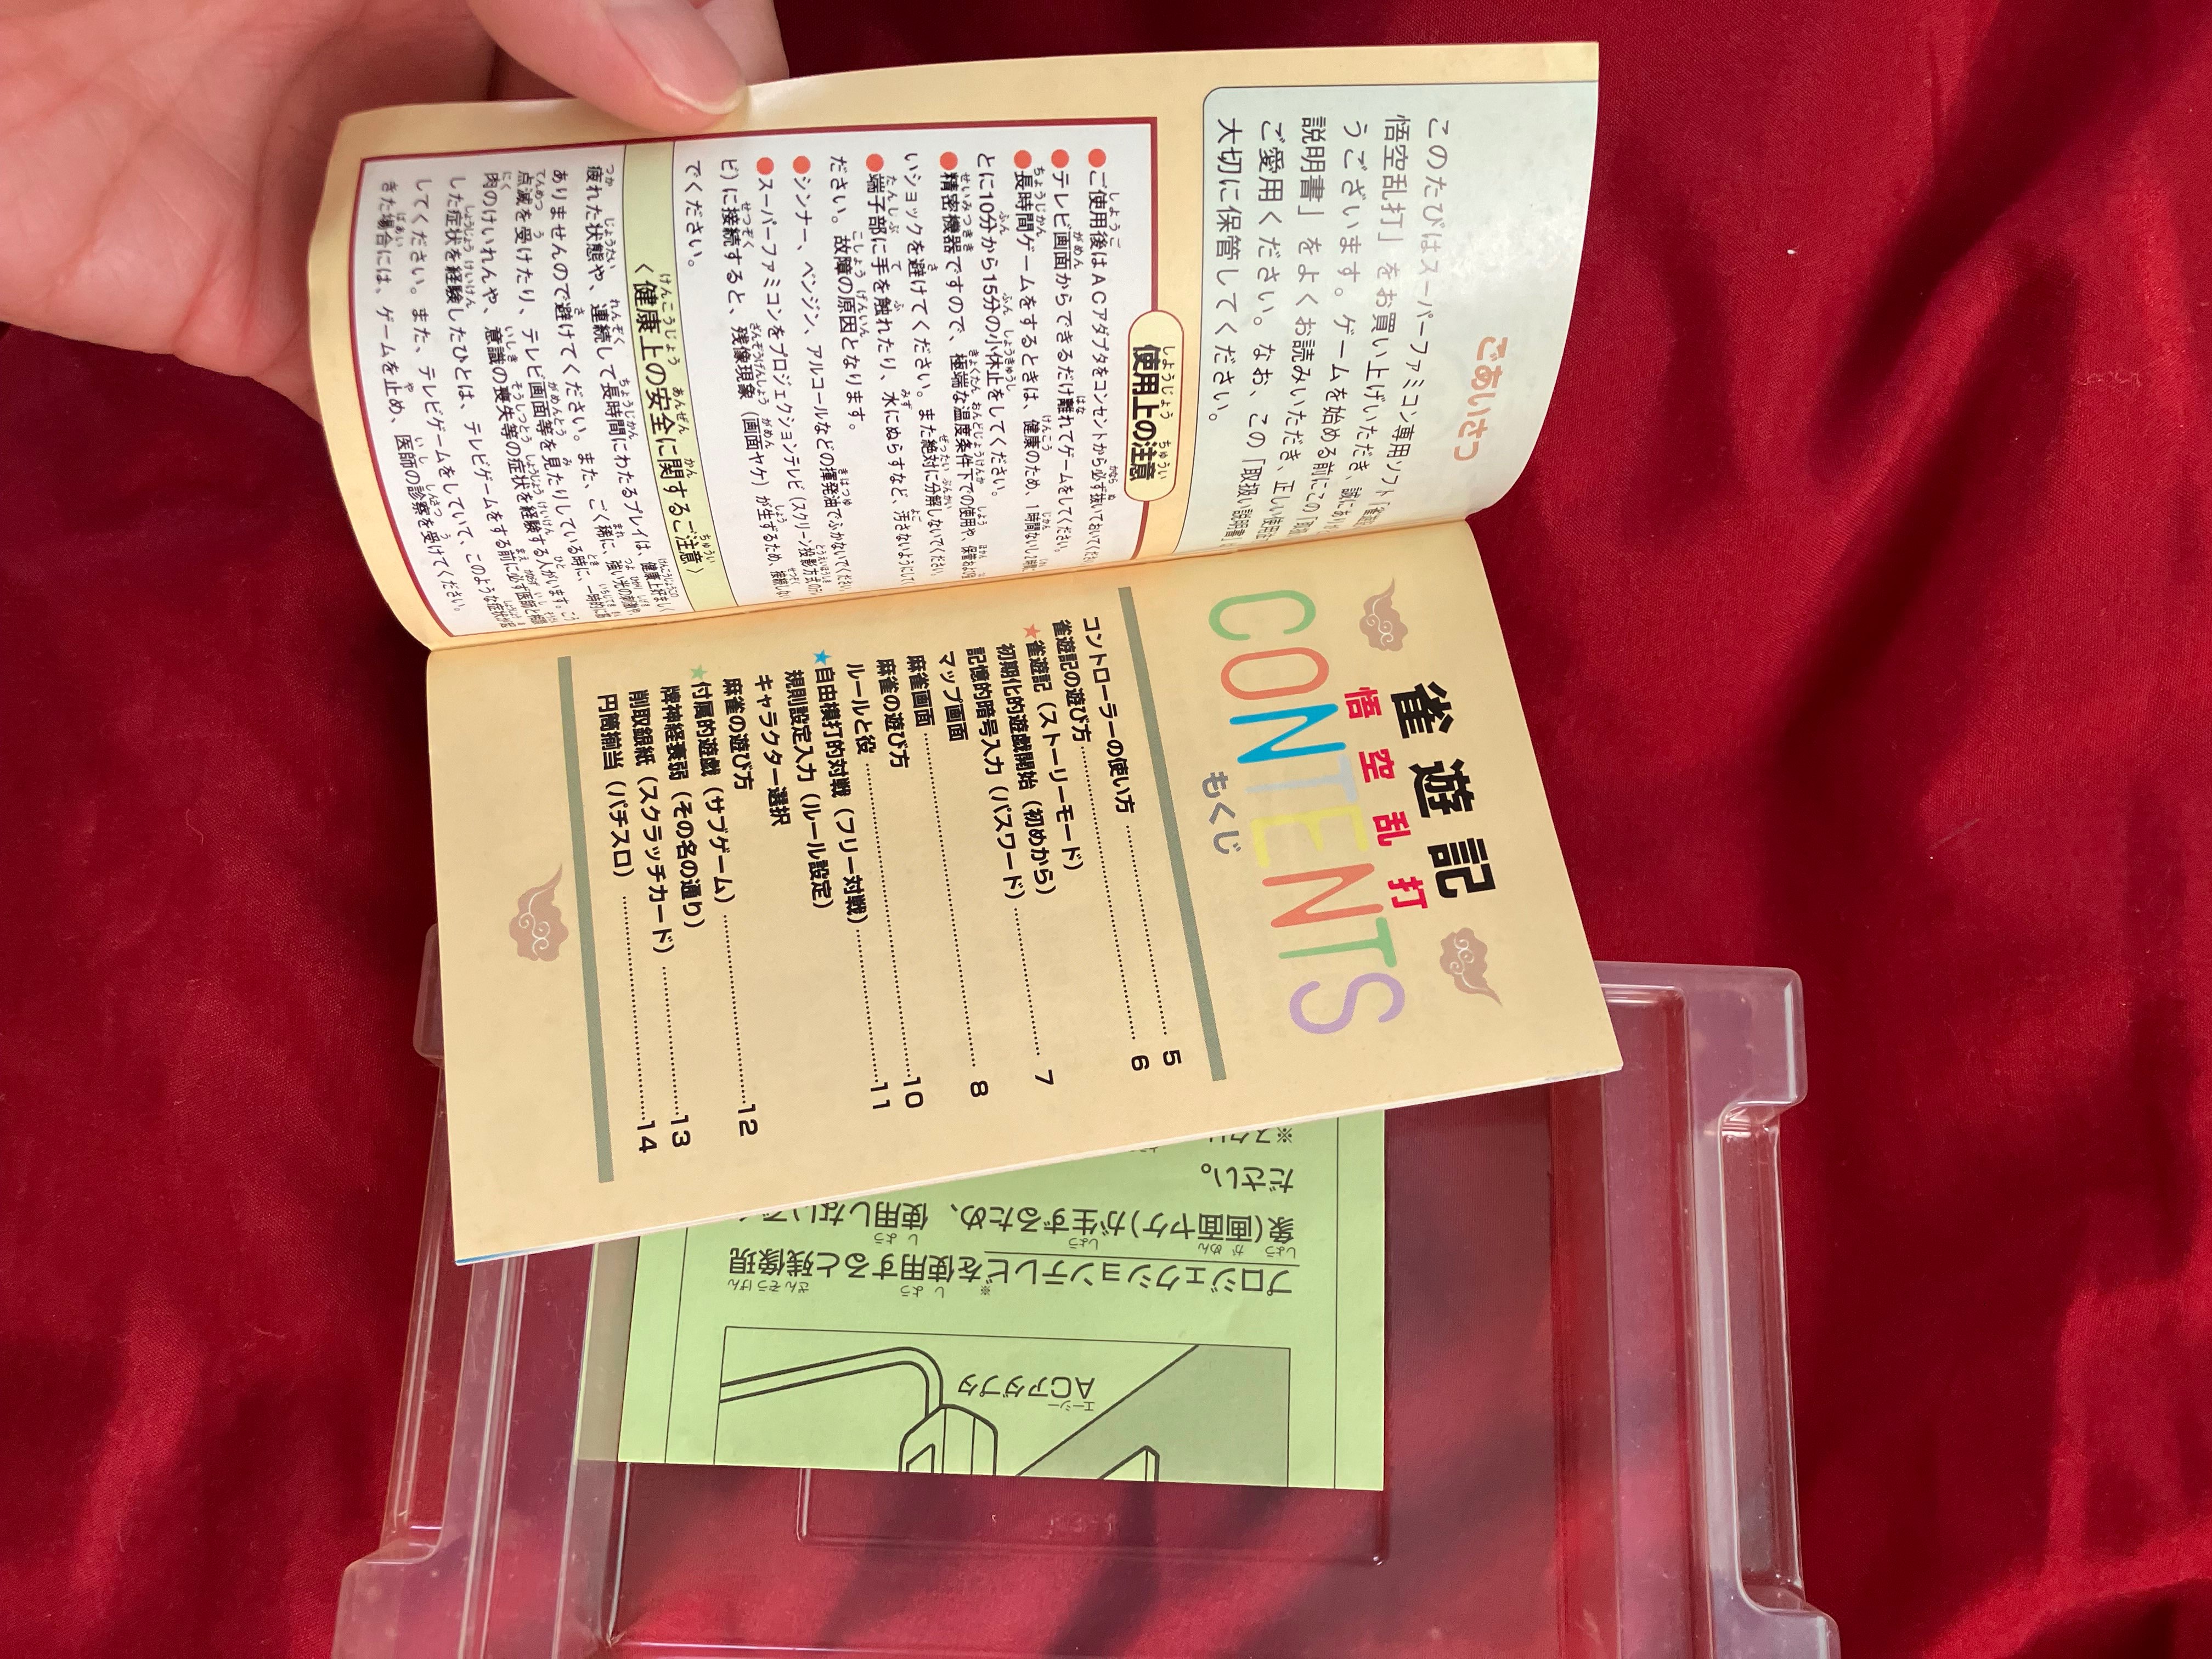 ごあいさつ
このたびはスーパーファミコン専用ソフト「雀遊
悟空乱打」をお買い上げいただき、誠にあり
うございます。ゲームを始める前にこの「取扱
説明書」をよくお読みいただき、正しい使用
ご愛用ください。なお、この「取扱い説明書」
大切に保管してください。
使用上の注意
●ご使用後はACアダプタをコンセントから必ず抜いておいてくだ
●テレビ画面からできるだけ離れてゲームをしてください。
●長時間ゲームをするときは、健康のため、1時間ないし2時間
とに10分から15分の小休止をしてください。
●精密機器ですので、極端な温度条件下での使用や、保管および
いショックを避けてください。また絶対に分解しないでください。
●端子部に手を触れたり、水にぬらすなど、汚さないようにして
ださい。故障の原因となります。
●シンナー、ベンジン、アルコールなどの揮発油でふかないでください
●スーパーファミコンをプロジェクションテレビ(スクリーン投影方式の
ビ)に接続すると、残像現象(画面ヤケ)が生ずるため、接続しない
でください。
〈健康上の安全に関するご注意〉
疲れた状態や、連続して長時間にわたるプレイは、健康上好ましく
ありませんので避けてください。また、ごく稀に、強い光の刺激や、
点滅を受けたり、テレビ画面等を見たりしている時に、一時的に筋
肉のけいれんや、意識の喪失等の症状を経験する人がいます。こう
した症状を経験したひとは、テレビゲームをする前に必ず医師と相談
してください。また、テレビゲームをしていて、このような症状が起
きた場合には、ゲームを止め、医師の診察を受けてください。
雀遊記
悟空乱打
CONTENTS
もくじ
コントローラーの使い方 5
雀遊記の遊び方 6
★雀遊記(ストーリーモード)
初期化的遊戯開始(初めから)
記憶的暗号入力(パスワード) 7
マップ画面
麻雀画面 8
麻雀の遊び方
ルールと役 10
★自由模打的対戦(フリー対戦) 11
規則設定入力(ルール設定)
キャラクター選択
麻雀の遊び方
★付属的遊戯(サブゲーム) 12
牌神経衰弱(その名の通り)
削取銀紙(スクラッチカード) 13
円筒揃当(パチスロ) 14
ACアダプタ
プロジェクションテレビを使用すると残像現
象(画面ヤケ)が生ずるため、使用しないでく
ださい。
※スクリ